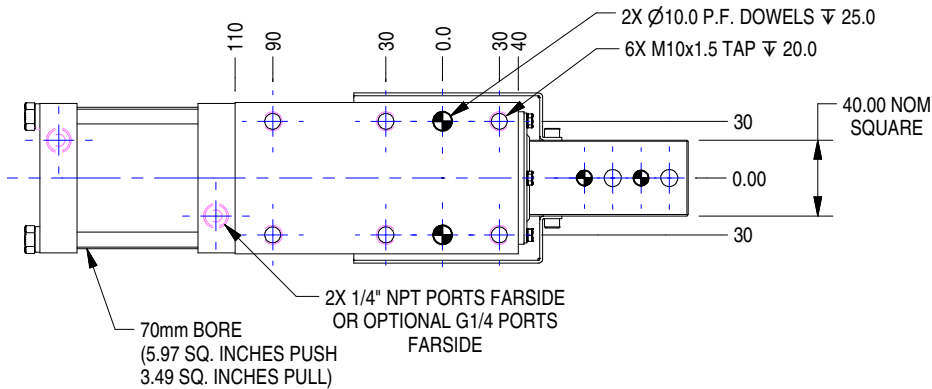 2X Ø10.0 P.F. DOWELS ↧ 25.0
6X M10x1.5 TAP ↧ 20.0
110
90
30
0.0
30
40
40.00 NOM
SQUARE
30
0.00
30
2X 1/4" NPT PORTS FARSIDE
OR OPTIONAL G1/4 PORTS
FARSIDE
70mm BORE
(5.97 SQ. INCHES PUSH
3.49 SQ. INCHES PULL)